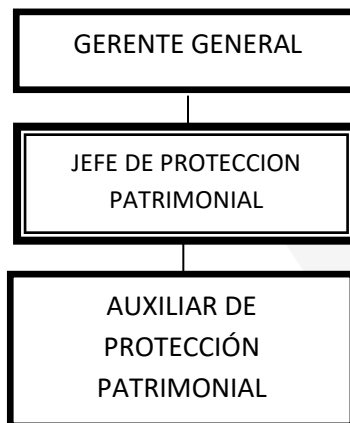 GERENTE GENERAL
JEFE DE PROTECCION
PATRIMONIAL
AUXILIAR DE
PROTECCIÓN
PATRIMONIAL